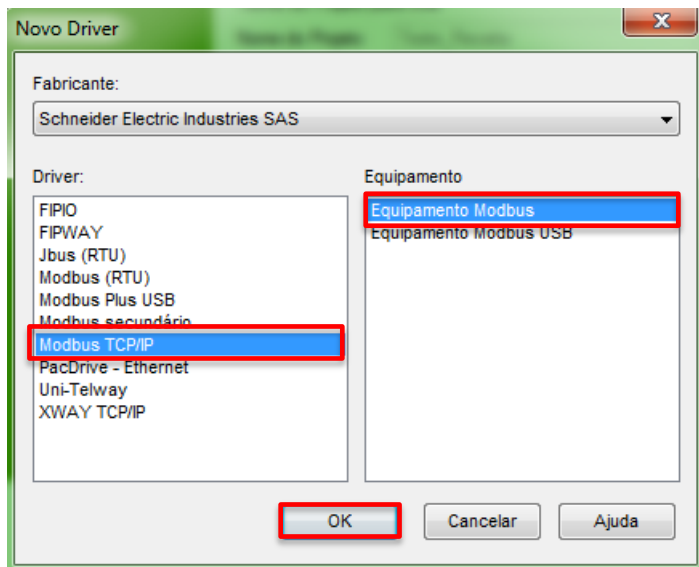 Novo Driver
Fabricante:
Schneider Electric Industries SAS
Driver:
FIPIO
FIPWAY
Jbus (RTU)
Modbus (RTU)
Modbus Plus USB
Modbus secundário
Modbus TCP/IP
PacDrive - Ethernet
Uni-Telway
XWAY TCP/IP
Equipamento
Equipamento Modbus
Equipamento Modbus USB
OK
Cancelar
Ajuda